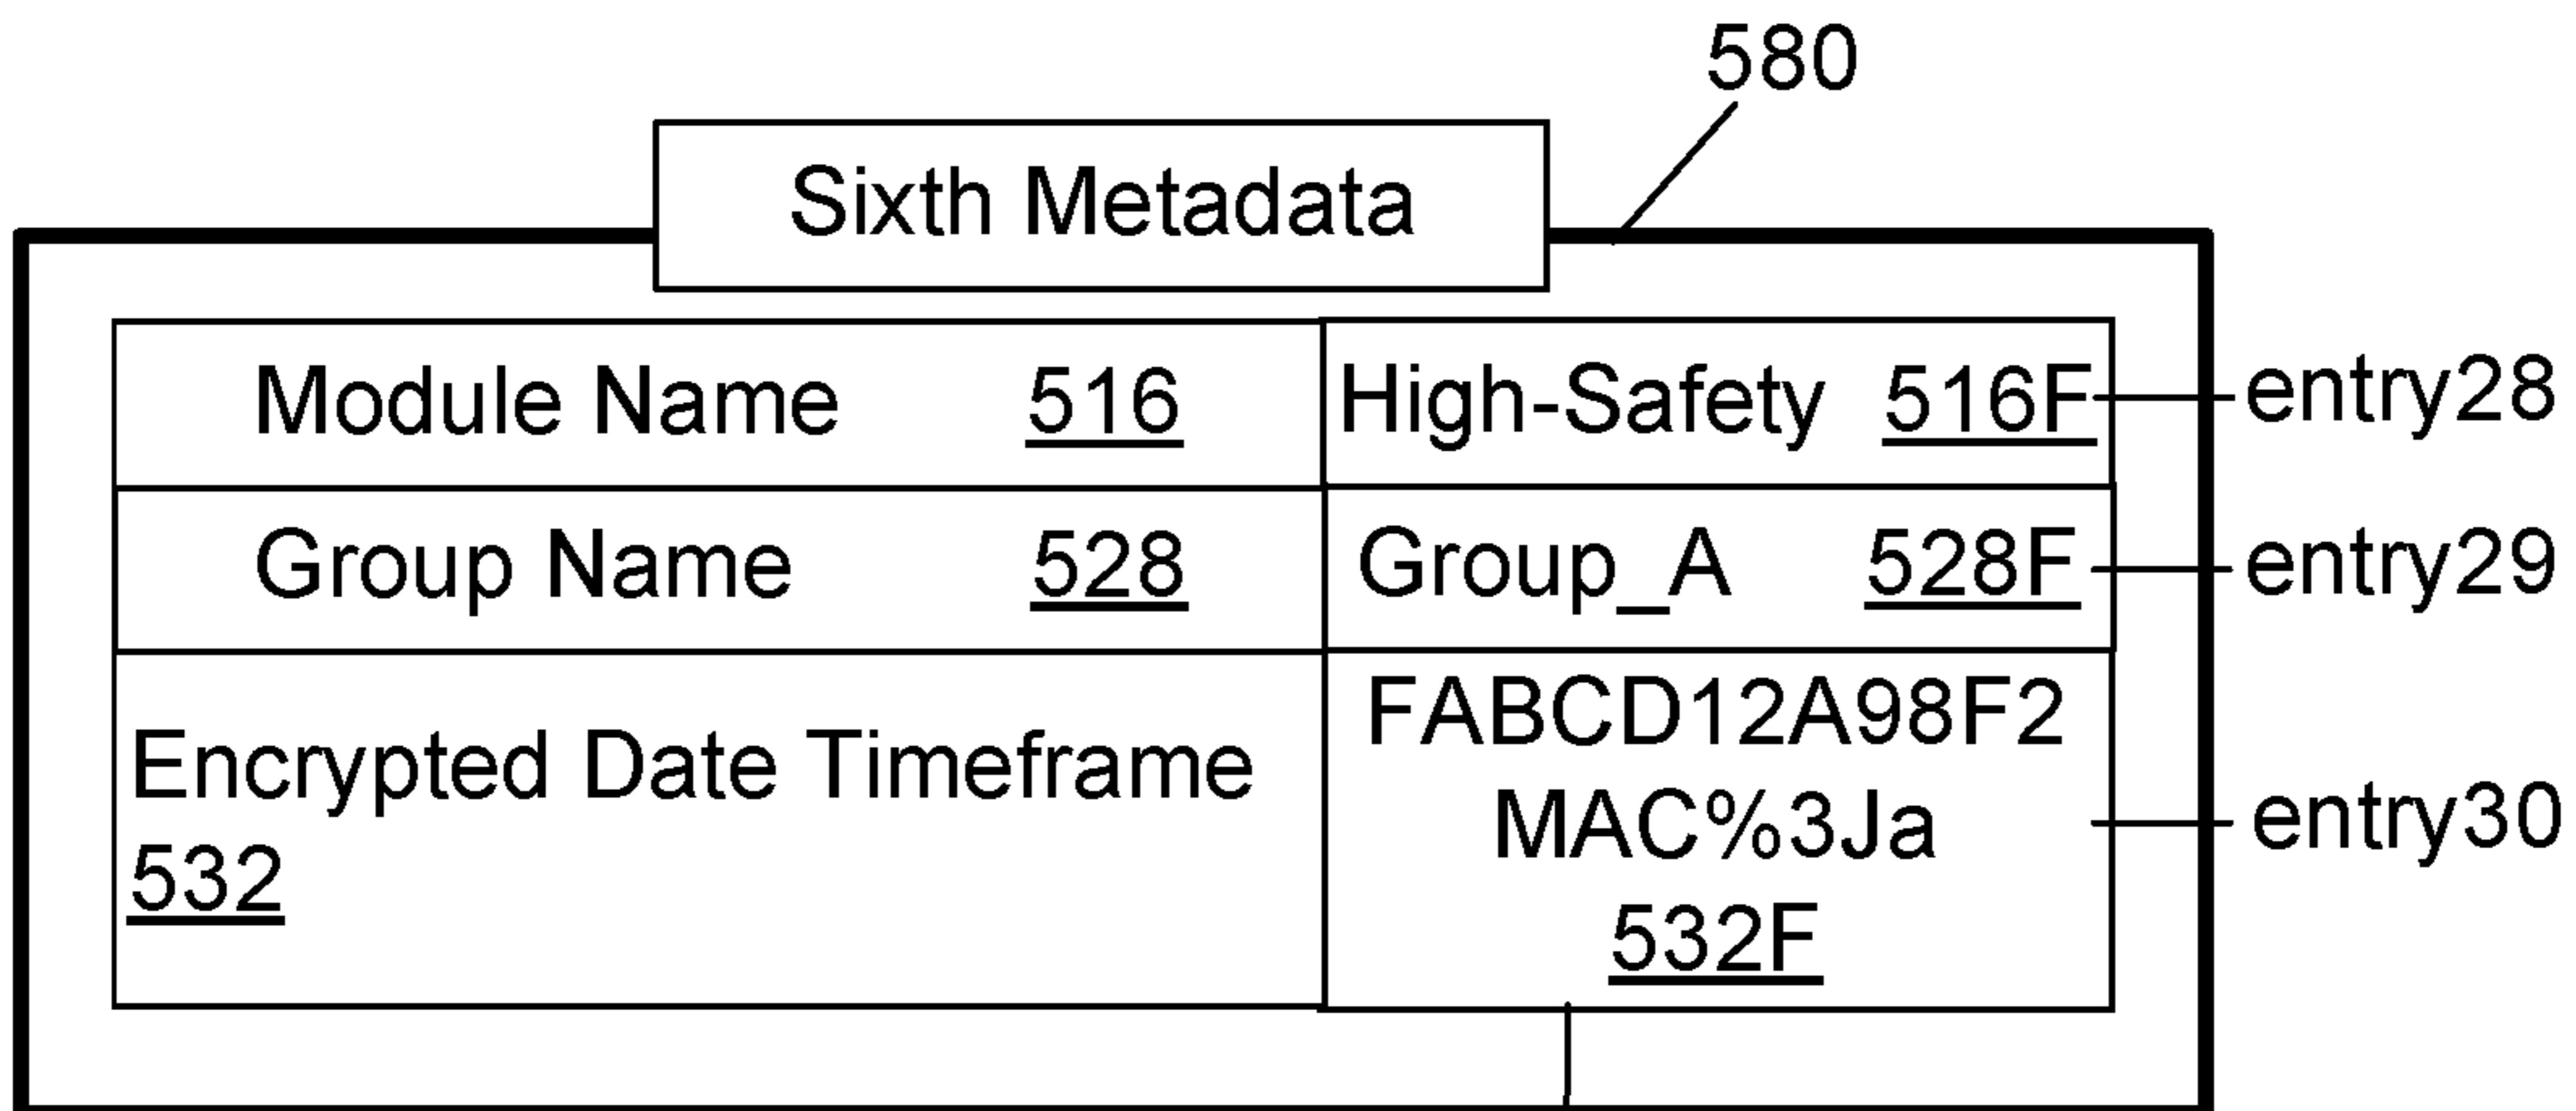 580
Sixth Metadata
Module Name 516 High-Safety 516F entry28
Group Name 528 Group_A 528F entry29
Encrypted Date Timeframe
532
FABCD12A98F2
MAC%3Ja
532F
entry30